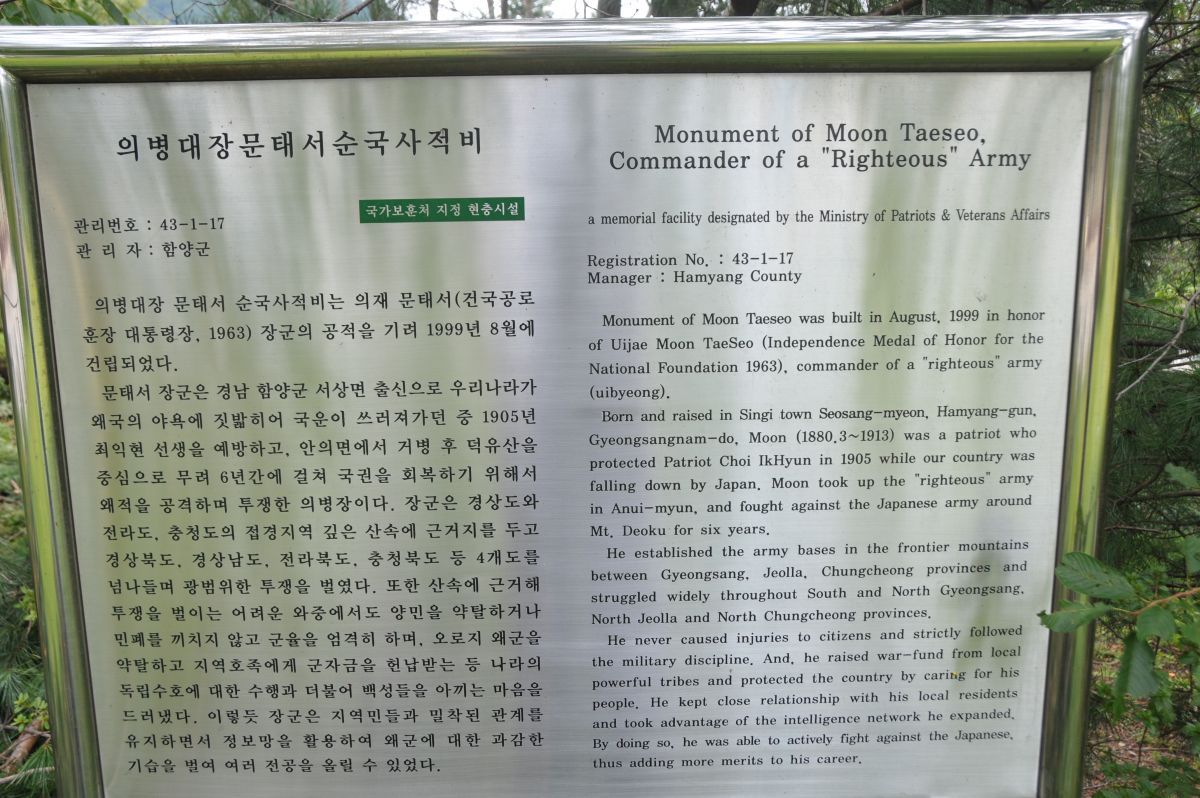 의병대장문태서순국사적비
국가보훈처 지정 현충시설
관리번호 : 43-1-17
관 리 자 : 함양군
의병대장 문태서 순국사적비는 의재 문태서(건국공로
훈장 대통령장, 1963) 장군의 공적을 기려 1999년 8월에
건립되었다.
문태서 장군은 경남 함양군 서상면 출신으로 우리나라가
왜국의 야욕에 짓밟히어 국운이 쓰러져가던 중 1905년
최익현 선생을 예방하고, 안의면에서 거병 후 덕유산을
중심으로 무려 6년간에 걸쳐 국권을 회복하기 위해서
왜적을 공격하며 투쟁한 의병장이다. 장군은 경상도와
전라도, 충청도의 접경지역 깊은 산속에 근거지를 두고
경상북도, 경상남도, 전라북도, 충청북도 등 4개도를
넘나들며 광범위한 투쟁을 벌였다. 또한 산속에 근거해
투쟁을 벌이는 어려운 와중에서도 양민을 약탈하거나
민폐를 끼치지 않고 군율을 엄격히 하며, 오로지 왜군을
약탈하고 지역호족에게 군자금을 헌납받는 등 나라의
독립수호에 대한 수행과 더불어 백성들을 아끼는 마음을
드러냈다. 이렇듯 장군은 지역민들과 밀착된 관계를
유지하면서 정보망을 활용하여 왜군에 대한 과감한
기습을 벌여 여러 전공을 올릴 수 있었다.
Monument of Moon Taeseo,
Commander of a "Righteous" Army
a memorial facility designated by the Ministry of Patriots & Veterans Affairs
Registration No. : 43-1-17
Manager : Hamyang County
Monument of Moon Taeseo was built in August, 1999 in honor
of Uijae Moon TaeSeo (Independence Medal of Honor for the
National Foundation 1963), commander of a "righteous" army
(uibyeong).
Born and raised in Singi town Seosang-myeon, Hamyang-gun,
Gyeongsangnam-do, Moon (1880.3~1913) was a patriot who
protected Patriot Choi IkHyun in 1905 while our country was
falling down by Japan. Moon took up the "righteous" army
in Anui-myun, and fought against the Japanese army around
Mt. Deoku for six years.
He established the army bases in the frontier mountains
between Gyeongsang, Jeolla, Chungcheong provinces and
struggled widely throughout South and North Gyeongsang,
North Jeolla and North Chungcheong provinces.
He never caused injuries to citizens and strictly followed
the military discipline. And, he raised war-fund from local
powerful tribes and protected the country by caring for his
people. He kept close relationship with his local residents
and took advantage of the intelligence network he expanded.
By doing so, he was able to actively fight against the Japanese,
thus adding more merits to his career.